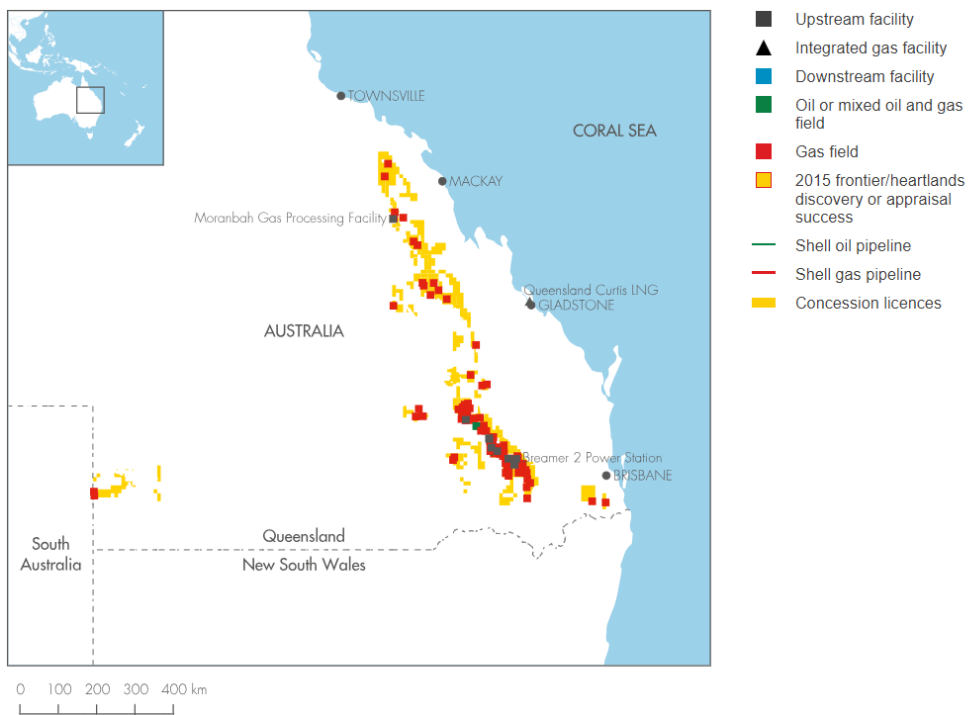 TOWNSVILLE
CORAL SEA
MACKAY
Moranbah Gas Processing Facility
Queensland Curtis LNG
GLADSTONE
AUSTRALIA
Breamer 2 Power Station
BRISBANE
South
Australia
Queensland
New South Wales
0 100 200 400 km
Upstream facility
Integrated gas facility
Downstream facility
Oil or mixed oil and gas
field
Gas field
2015 frontier/heartlands
discovery or appraisal
success
Shell oil pipeline
Shell gas pipeline
Concession licences